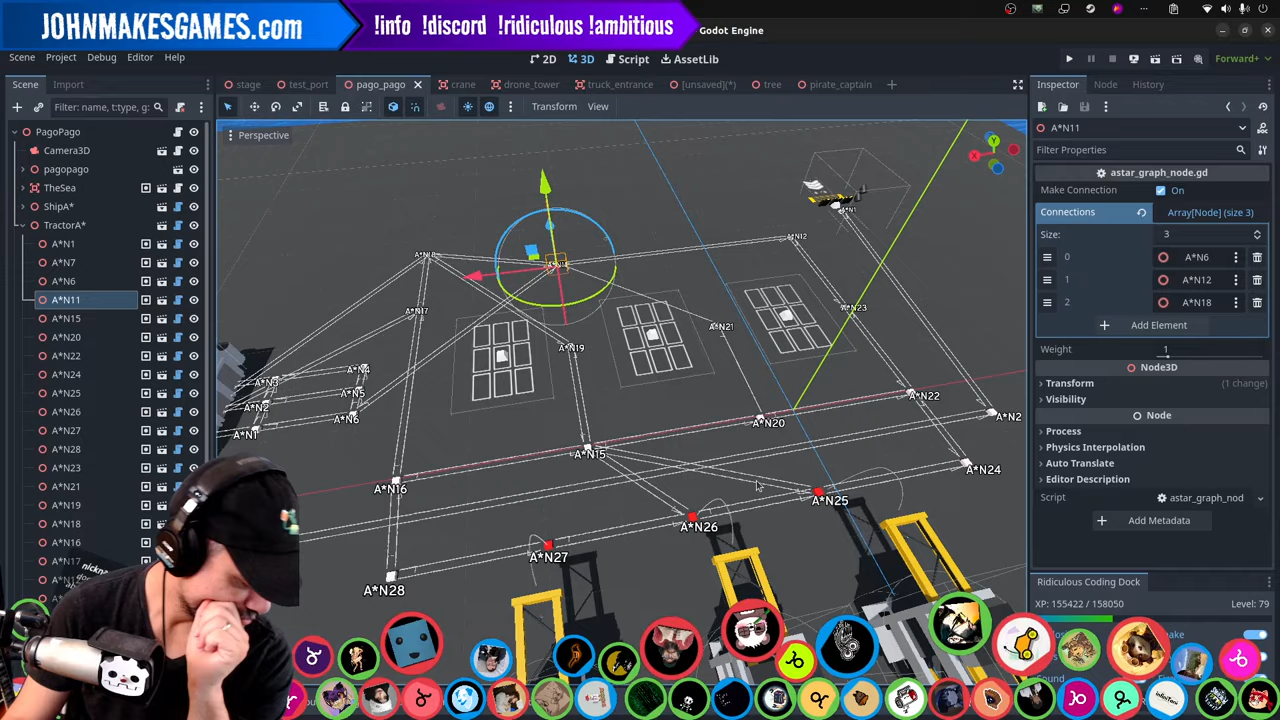 JOHNMAKESGAMES.com
!info !discord !ridiculous !ambitious
Godot Engine
Scene Project Debug Editor Help
2D 3D Script AssetLib
Forward+
Scene Import
stage test_port pago_pago crane drone_tower truck_entrance [unsaved](*) tree pirate_captain
Inspector Node History
Filter: name, t:type, g:
Transform View
PagoPago
Camera3D
pagopago
TheSea
ShipA*
TractorA*
A*N1
A*N7
A*N6
A*N11
A*N15
A*N20
A*N22
A*N24
A*N25
A*N26
A*N27
A*N28
A*N23
A*N21
A*N19
A*N18
A*N16
A*N17
Perspective
A*N12
A*N17
A*N23
A*N21
A*N19
A*N4
A*N3
A*N5
A*N2
A*N6
A*N1
A*N22
A*N2
A*N20
A*N15
A*N24
A*N16
A*N25
A*N26
A*N27
A*N28
A*N11
Filter Properties
astar_graph_node.gd
Make Connection On
Connections Array[Node] (size 3)
Size: 3
0 A*N6
1 A*N12
2 A*N18
Add Element
Weight 1
Node3D
Transform (1 change)
Visibility
Node
Process
Physics Interpolation
Auto Translate
Editor Description
Script astar_graph_nod
Add Metadata
Ridiculous Coding Dock
XP: 155422 / 158050 Level: 79